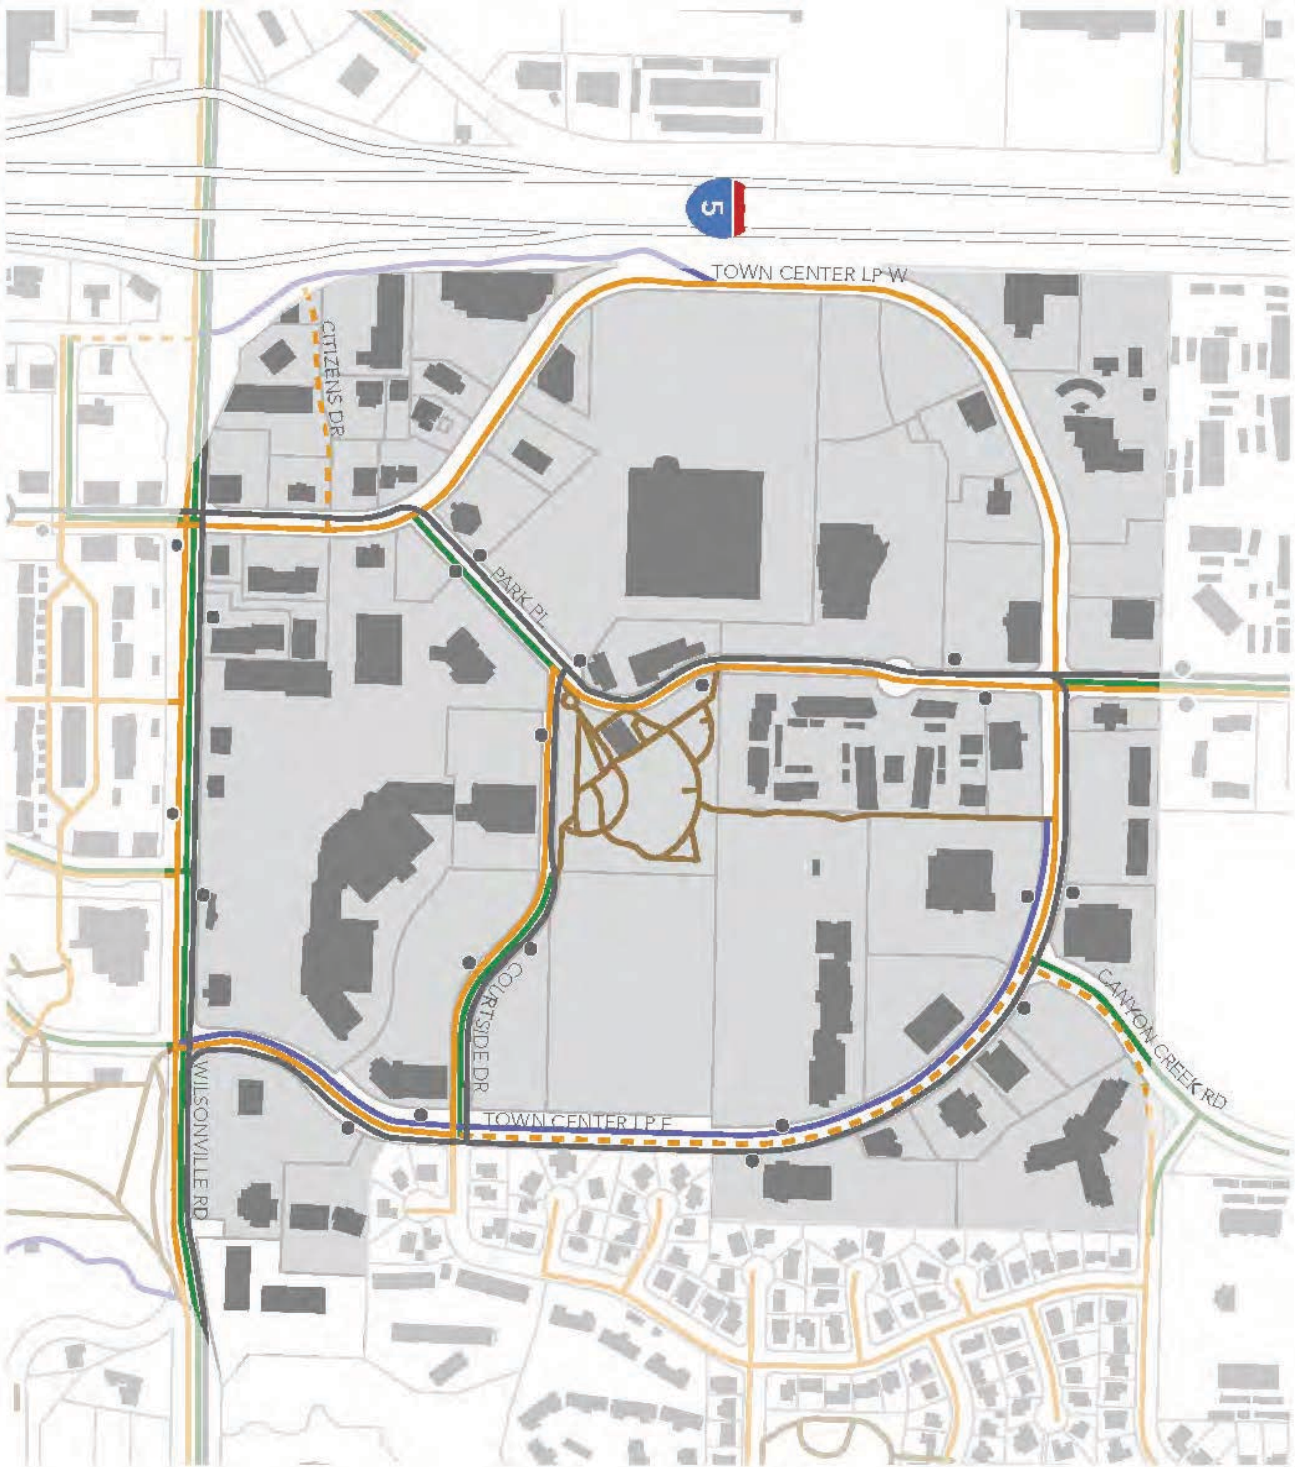 5
TOWN CENTER LP W
CITIZENS DR
PARK PL
COURTSIDE DR
CANYON CREEK RD
WILSONVILLE RD
TOWN CENTER LP E